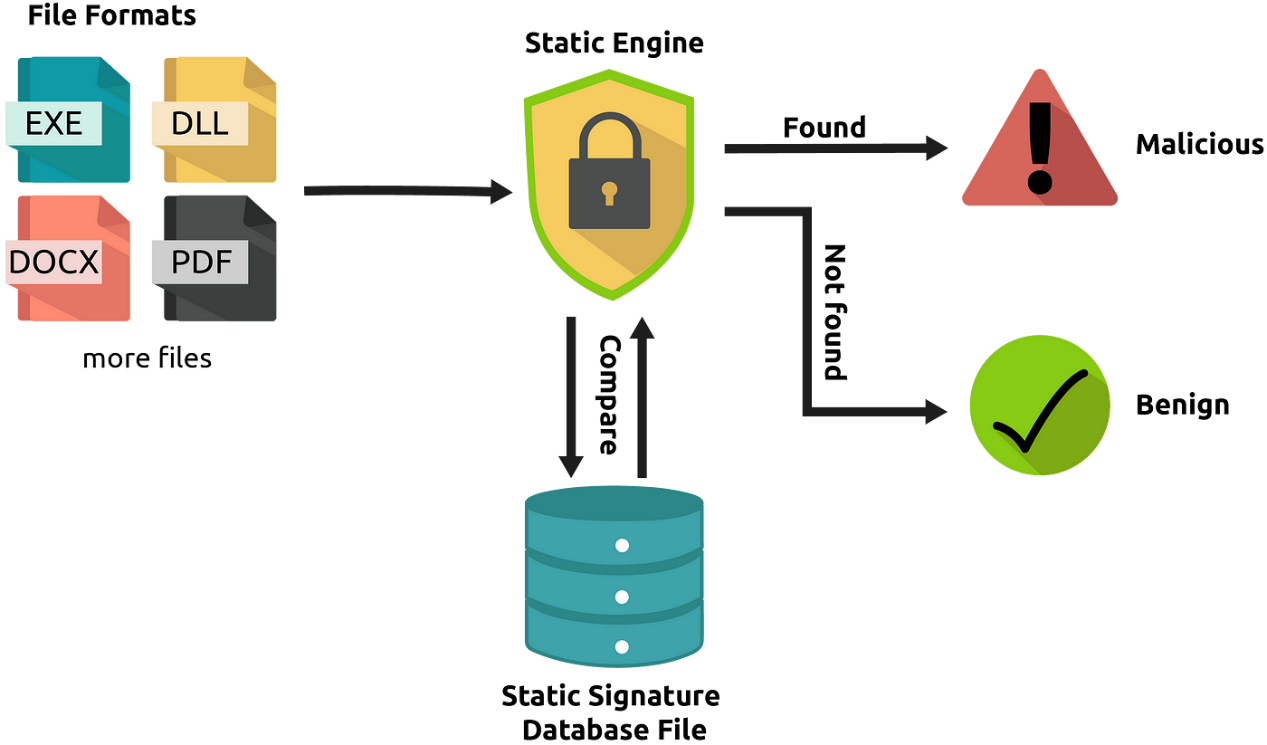 File Formats
EXE
DLL
DOCX
PDF
more files
Static Engine
Compare
Static Signature
Database File
Found
Malicious
Not found
Benign